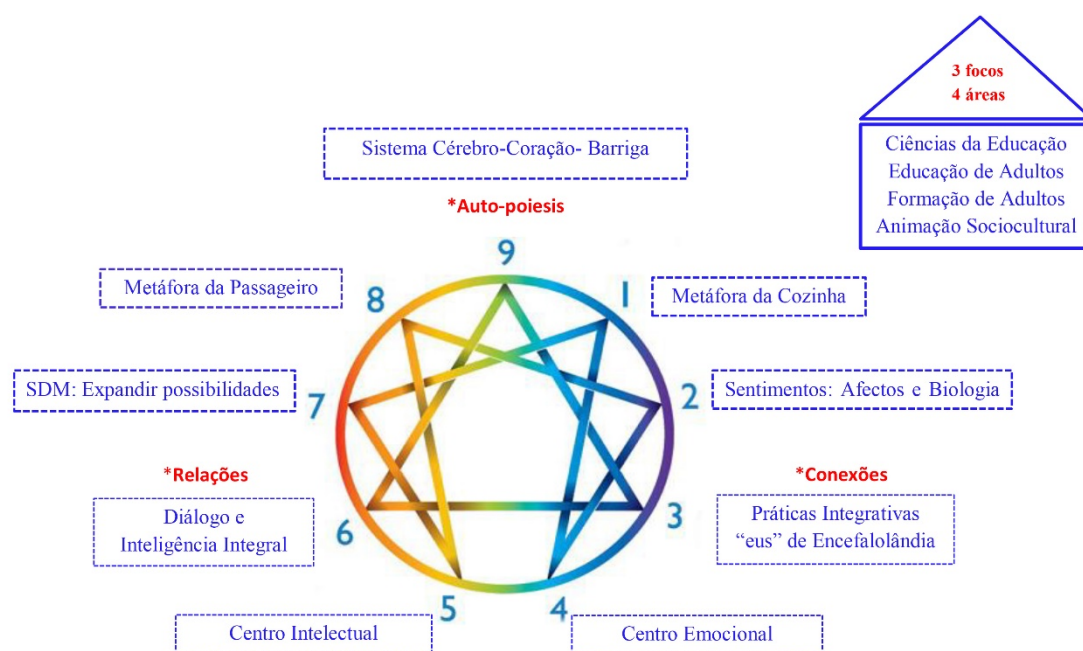 3 focos
4 áreas
Ciências da Educação
Educação de Adultos
Formação de Adultos
Animação Sociocultural
Sistema Cérebro-Coração- Barriga
*Auto-poiesis
9
Metáfora da Passageiro
8
1
Metáfora da Cozinha
SDM: Expandir possibilidades
7
2
Sentimentos: Afectos e Biologia
*Relações
*Conexões
Diálogo e
Inteligência Integral
6
3
Práticas Integrativas
“eus” de Encefalolândia
5
4
Centro Intelectual
Centro Emocional